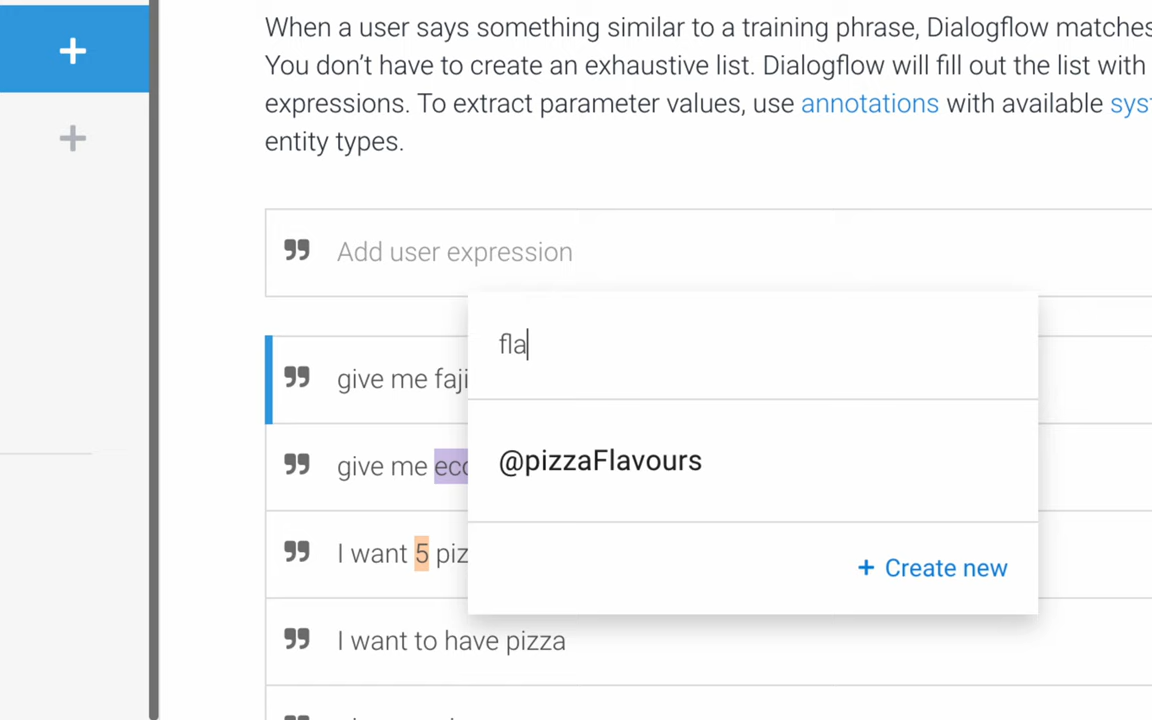 When a user says something similar to a training phrase, Dialogflow matches
You don't have to create an exhaustive list. Dialogflow will fill out the list with
expressions. To extract parameter values, use annotations with available sys
entity types.
Add user expression
fla
give me faji
@pizzaFlavours
give me eco
I want 5 piz
+ Create new
I want to have pizza